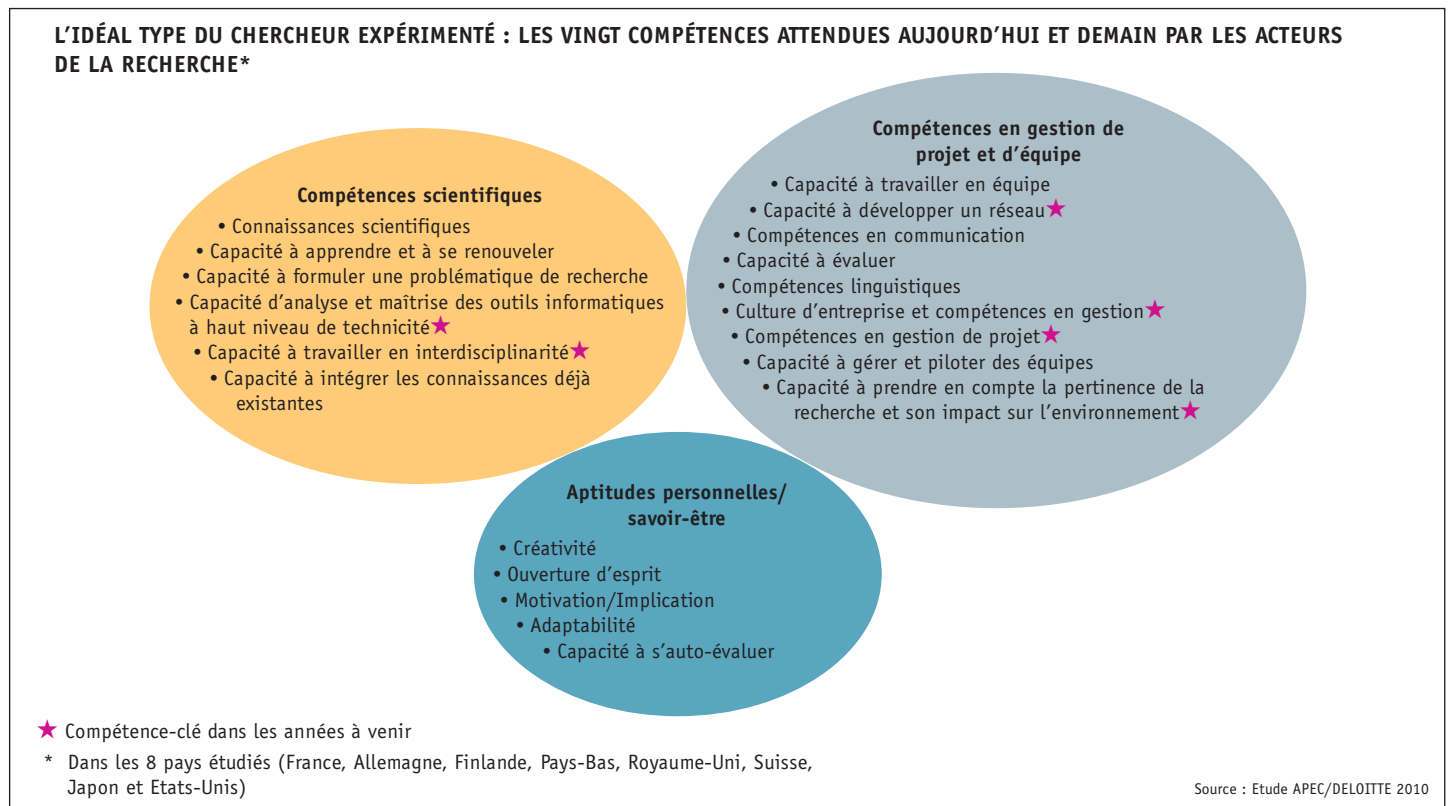 L’IDÉAL TYPE DU CHERCHEUR EXPÉRIMENTÉ : LES VINGT COMPÉTENCES ATTENDUES AUJOURD’HUI ET DEMAIN PAR LES ACTEURS
DE LA RECHERCHE*
Compétences scientifiques
• Connaissances scientifiques
• Capacité à apprendre et à se renouveler
• Capacité à formuler une problématique de recherche
• Capacité d’analyse et maîtrise des outils informatiques
à haut niveau de technicité★
• Capacité à travailler en interdisciplinarité★
• Capacité à intégrer les connaissances déjà
existantes
Compétences en gestion de
projet et d’équipe
• Capacité à travailler en équipe
• Capacité à développer un réseau★
• Compétences en communication
• Capacité à évaluer
• Compétences linguistiques
• Culture d’entreprise et compétences en gestion★
• Compétences en gestion de projet★
• Capacité à gérer et piloter des équipes
• Capacité à prendre en compte la pertinence de la
recherche et son impact sur l’environnement★
Aptitudes personnelles/
savoir-être
• Créativité
• Ouverture d’esprit
• Motivation/Implication
• Adaptabilité
• Capacité à s’auto-évaluer
★ Compétence-clé dans les années à venir
* Dans les 8 pays étudiés (France, Allemagne, Finlande, Pays-Bas, Royaume-Uni, Suisse,
Japon et Etats-Unis)
Source : Etude APEC/DELOITTE 2010